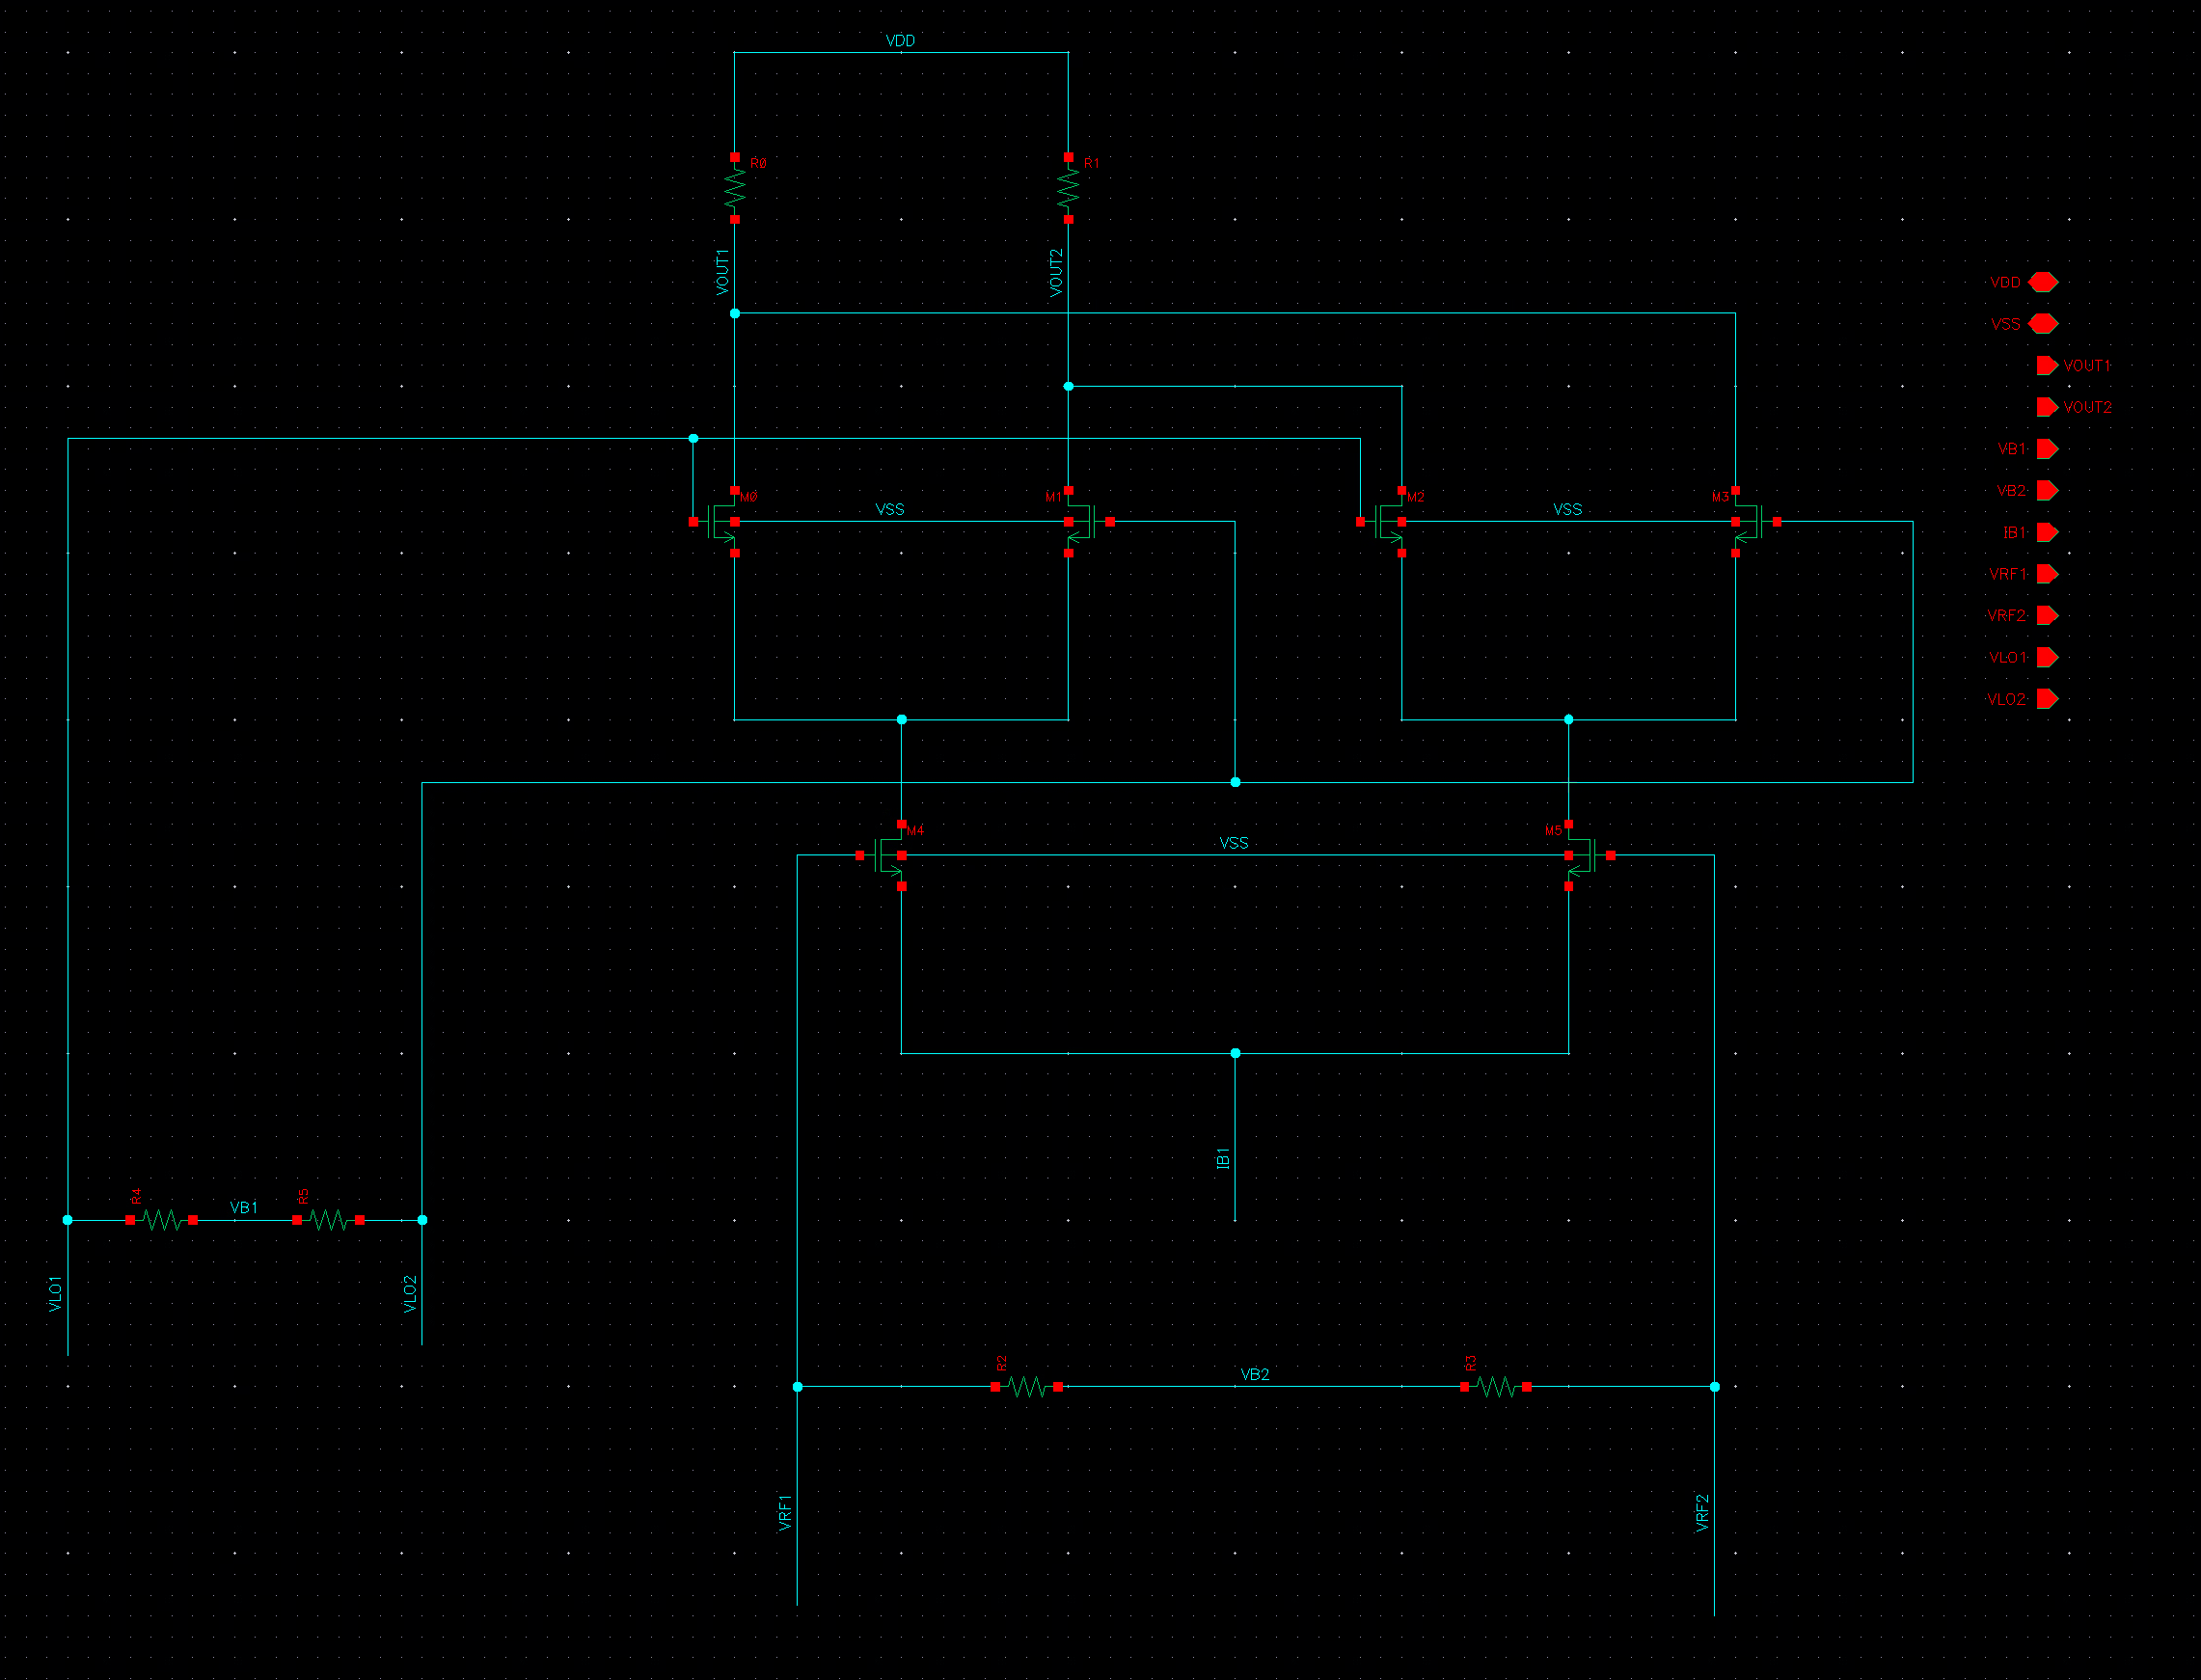 VDD
R0
R1
VOUT1
VOUT2
VDD
VSS
VOUT1
VOUT2
VB1
VB2
IB1
VRF1
VRF2
VLO1
VLO2
M0
VSS
M1
M2
VSS
M3
M4
VSS
M5
IB1
R4
VB1
R5
VLO1
VLO2
R2
VB2
R3
VRF1
VRF2